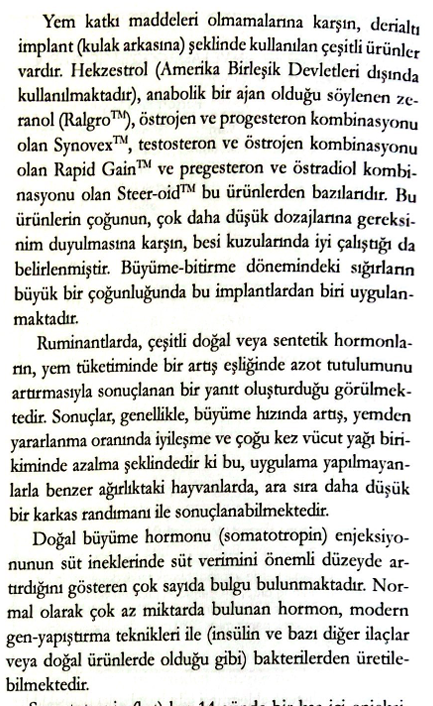 Yem katkı maddeleri olmamalarına karşın, derialtı
implant (kulak arkasına) şeklinde kullanılan çeşitli ürünler
vardır. Hekzestrol (Amerika Birleşik Devletleri dışında
kullanılmaktadır), anabolik bir ajan olduğu söylenen ze-
ranol (Ralgro™), östrojen ve progesteron kombinasyonu
olan Synovex™, testosteron ve östrojen kombinasyonu
olan Rapid Gain™ ve pregesteron ve östradiol kombi-
nasyonu olan Steer-oid™ bu ürünlerden bazılarıdır. Bu
ürünlerin çoğunun, çok daha düşük dozajlarına gereksi-
nim duyulmasına karşın, besi kuzularında iyi çalıştığı da
belirlenmiştir. Büyüme-bitirme dönemindeki sığırların
büyük bir çoğunluğunda bu implantlardan biri uygulan-
maktadır.
Ruminantlarda, çeşitli doğal veya sentetik hormonla-
rın, yem tüketiminde bir artış eşliğinde azot tutulumunu
artırmasıyla sonuçlanan bir yanıt oluşturduğu görülmek-
tedir. Sonuçlar, genellikle, büyüme hızında artış, yemden
yararlanma oranında iyileşme ve çoğu kez vücut yağı biri-
kiminde azalma şeklindedir ki bu, uygulama yapılmayan-
larla benzer ağırlıktaki hayvanlarda, ara sıra daha düşük
bir karkas randımanı ile sonuçlanabilmektedir.
Doğal büyüme hormonu (somatotropin) enjeksiyo-
nunun süt ineklerinde süt verimini önemli düzeyde ar-
tırdığını gösteren çok sayıda bulgu bulunmaktadır. Nor-
mal olarak çok az miktarda bulunan hormon, modern
gen-yapıştırma teknikleri ile (insülin ve bazı diğer ilaçlar
veya doğal ürünlerde olduğu gibi) bakterilerden üretile-
bilmektedir.